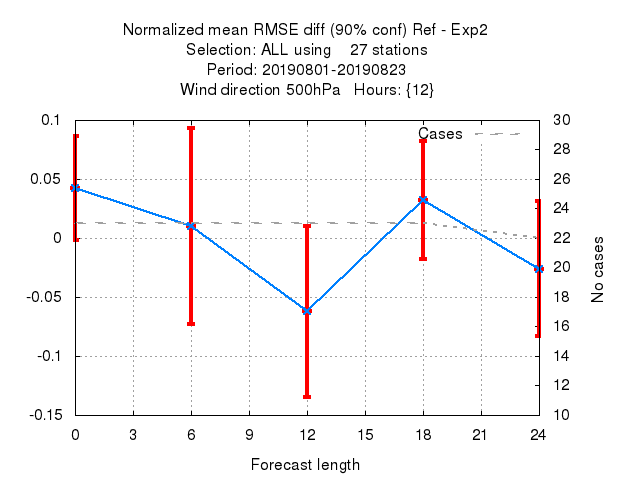 Normalized mean RMSE diff (90% conf) Ref - Exp2
Selection: ALL using    27 stations
Period: 20190801-20190823
Wind direction 500hPa   Hours: {12}
Cases
0.1
0.05
0
-0.05
-0.1
-0.15
30
28
26
24
22
20
18
16
14
12
10
No cases
0 3 6 9 12 15 18 21 24
Forecast length